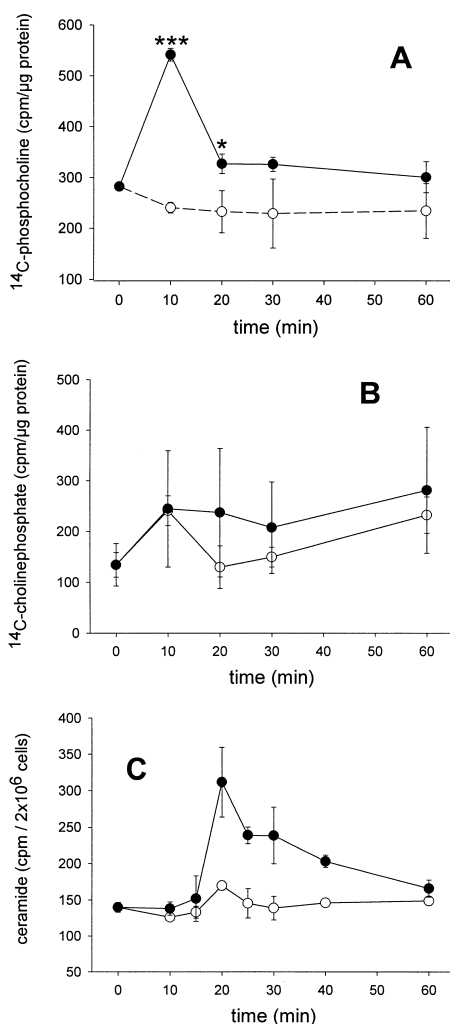 600
500
400
300
200
100
***
*
A
¹⁴C-phosphocholine (cpm/µg protein)
0 10 20 30 40 50 60
time (min)
500
400
300
200
100
0
B
¹⁴C-cholinephosphate (cpm/µg protein)
0 10 20 30 40 50 60
time (min)
400
350
300
250
200
150
100
50
C
ceramide (cpm / 2x10⁶ cells)
0 10 20 30 40 50 60
time (min)